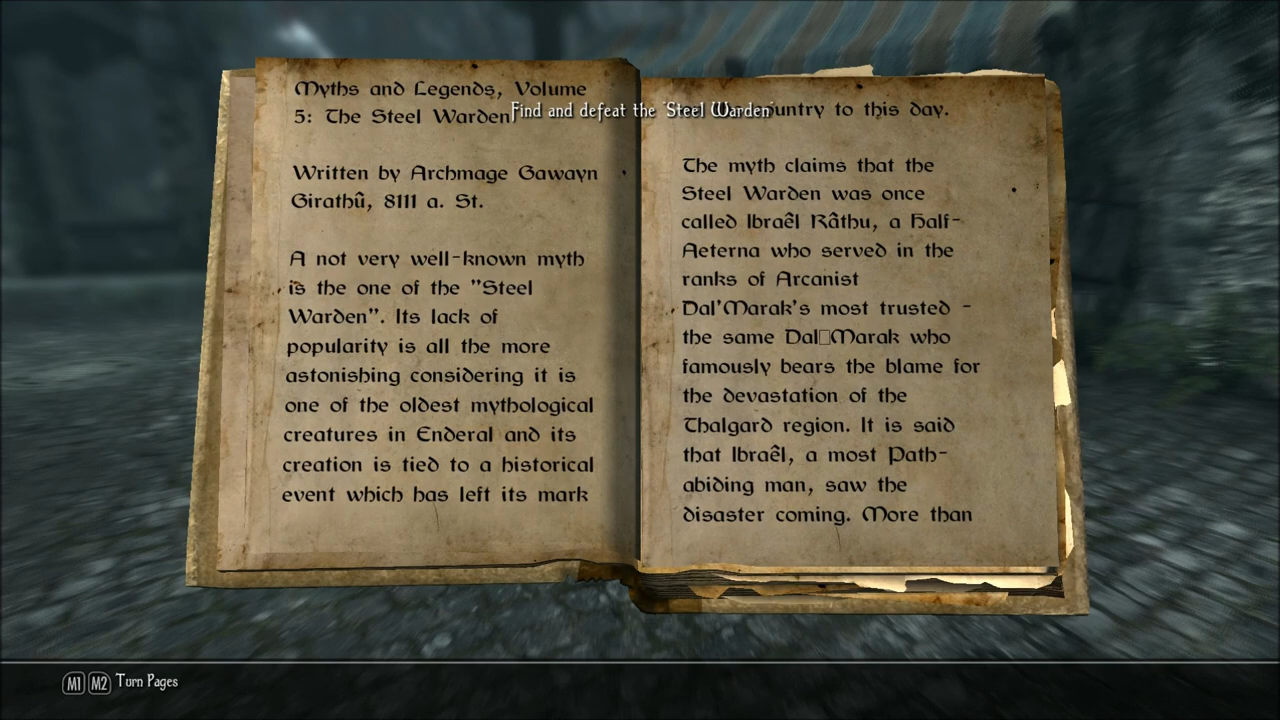 Myths and Legends, Volume
5: The Steel Warden
Written by Archmage Gawayn
Girathû, 8111 a. St.
A not very well-known myth
is the one of the "Steel
Warden". Its lack of
popularity is all the more
astonishing considering it is
one of the oldest mythological
creatures in Enderal and its
creation is tied to a historical
event which has left its mark
Find and defeat the "Steel Warden"
to this day.
The myth claims that the
Steel Warden was once
called Ibraêl Râthu, a Half-
Aeterna who served in the
ranks of Arcanist
Dal'Marak's most trusted -
the same Dal□Marak who
famously bears the blame for
the devastation of the
Thalgard region. It is said
that Ibraêl, a most Path-
abiding man, saw the
disaster coming. More than
M1 M2 Turn Pages